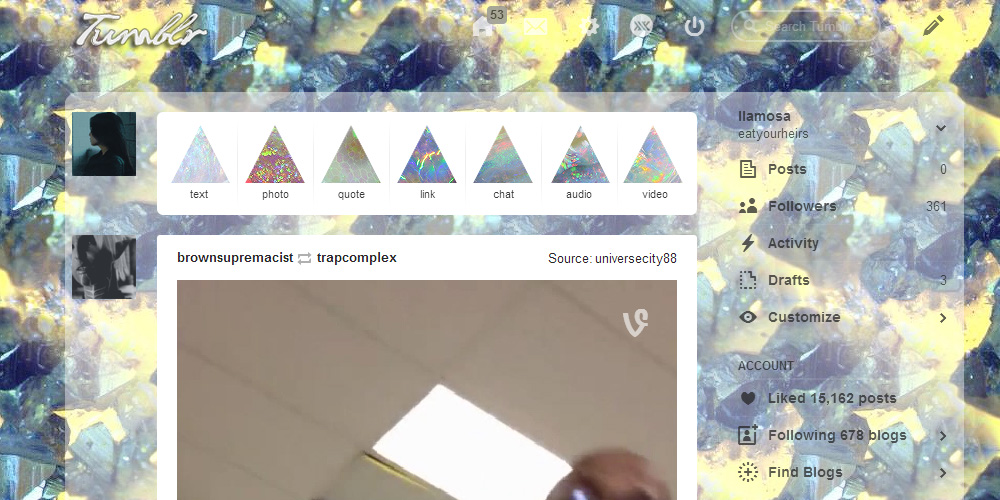 Tumblr
53
Search Tumblr
text
photo
quote
link
chat
audio
video
brownsupremacist trapcomplex
Source: universecity88
llamosa
eatyourheirs
Posts 0
Followers 361
Activity
Drafts 3
Customize
ACCOUNT
Liked 15,162 posts
Following 678 blogs
Find Blogs